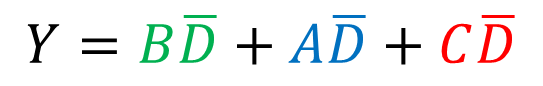 Y = BD̅ + AD̅ + CD̅